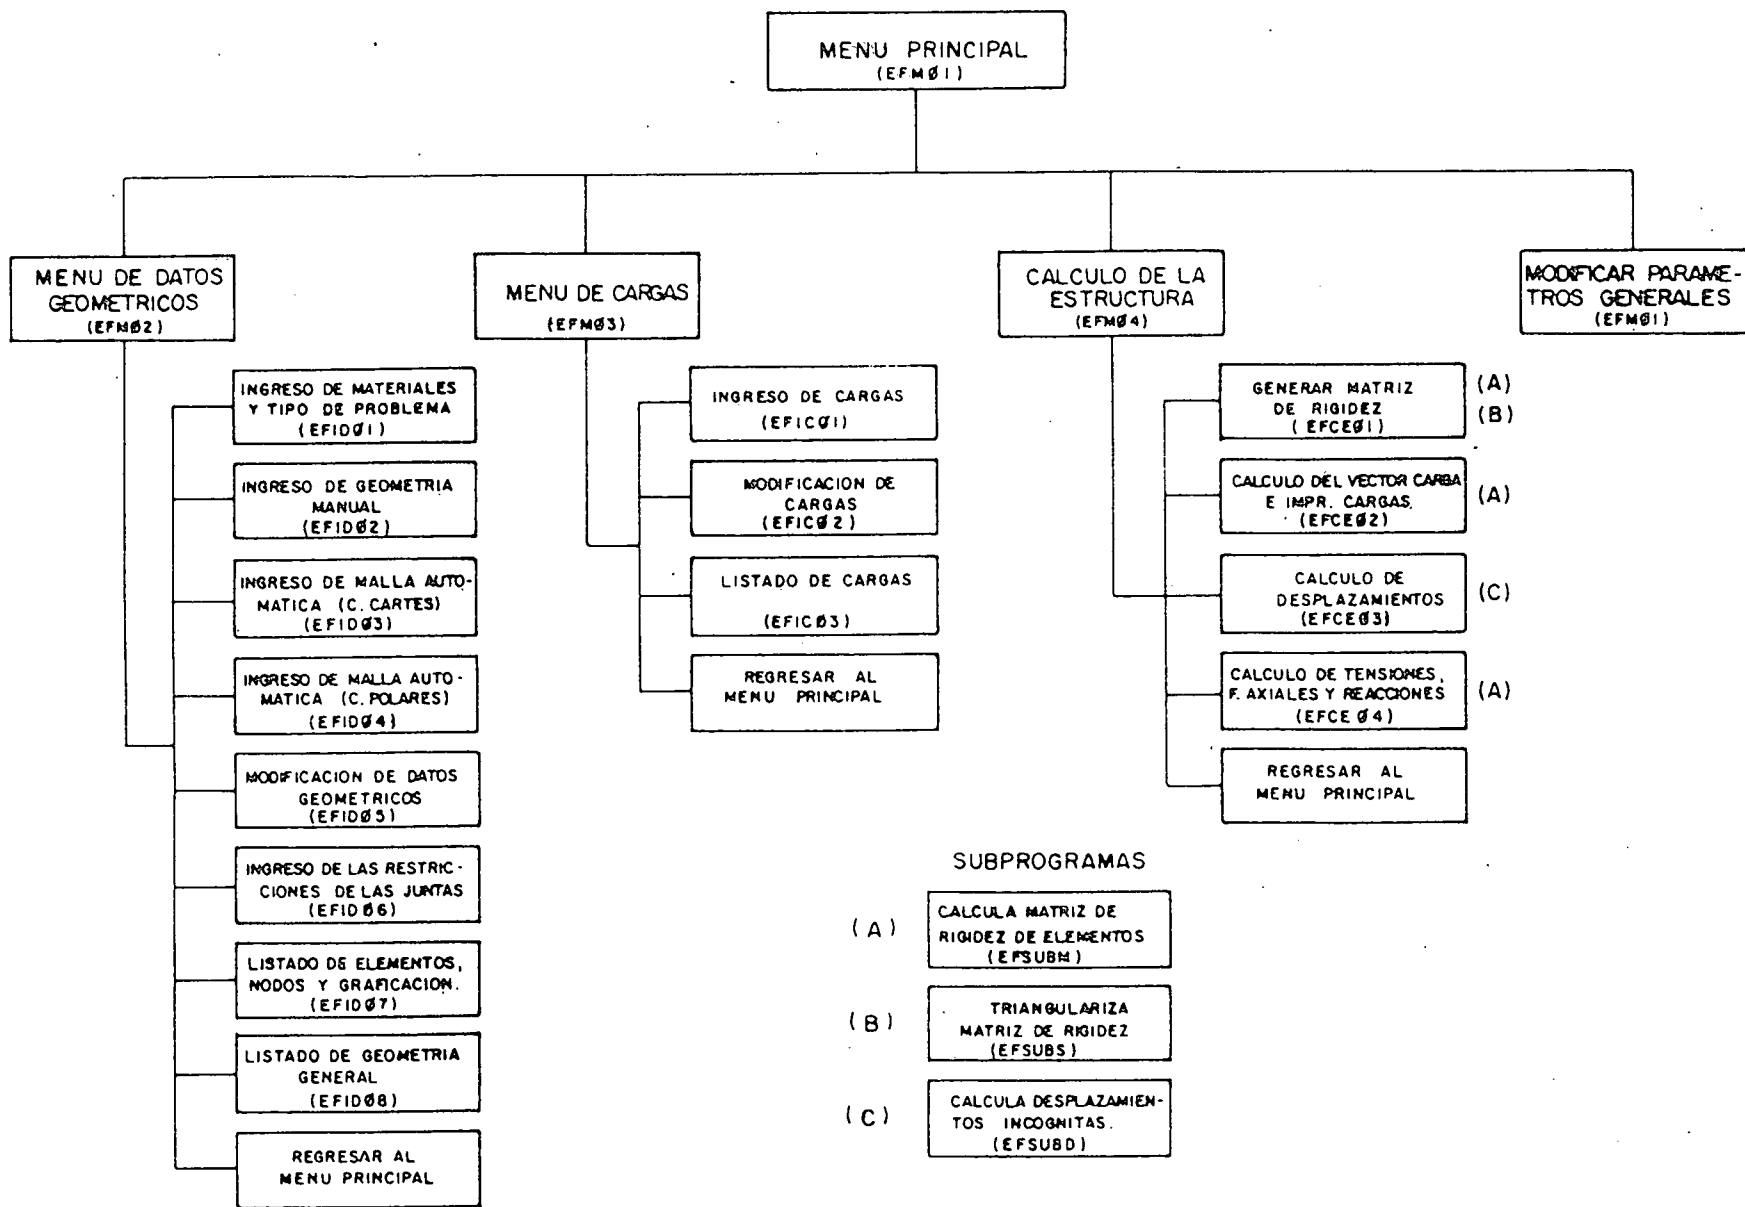 MENU PRINCIPAL
(EFMØ1)
MENU DE DATOS
GEOMETRICOS
(EFMØ2)
MENU DE CARGAS
(EFMØ3)
CALCULO DE LA
ESTRUCTURA
(EFMØ4)
MODIFICAR PARAME-
TROS GENERALES
(EFMØ1)
INGRESO DE MATERIALES
Y TIPO DE PROBLEMA
(EFIDØ1)
INGRESO DE GEOMETRIA
MANUAL
(EFIDØ2)
INGRESO DE MALLA AUTO-
MATICA (C. CARTES)
(EFIDØ3)
INGRESO DE MALLA AUTO-
MATICA (C. POLARES)
(EFIDØ4)
MODIFICACION DE DATOS
GEOMETRICOS
(EFIDØ5)
INGRESO DE LAS RESTRIC-
CIONES DE LAS JUNTAS
(EFIDØ6)
LISTADO DE ELEMENTOS,
NODOS Y GRAFICACION.
(EFIDØ7)
LISTADO DE GEOMETRIA
GENERAL
(EFIDØ8)
REGRESAR AL
MENU PRINCIPAL
INGRESO DE CARGAS
(EFICØ1)
MODIFICACION DE
CARGAS
(EFICØ2)
LISTADO DE CARGAS
(EFICØ3)
REGRESAR AL
MENU PRINCIPAL
GENERAR MATRIZ
DE RIGIDEZ
(EFCEØ1)
(A)
(B)
CALCULO DEL VECTOR CARGA
E IMPR. CARGAS.
(EFCEØ2)
(A)
CALCULO DE
DESPLAZAMIENTOS
(EFCEØ3)
(C)
CALCULO DE TENSIONES,
F. AXIALES Y REACCIONES
(EFCEØ4)
(A)
REGRESAR AL
MENU PRINCIPAL
SUBPROGRAMAS
(A)
CALCULA MATRIZ DE
RIGIDEZ DE ELEMENTOS
(EFSUBM)
(B)
TRIANGULARIZA
MATRIZ DE RIGIDEZ
(EFSUBS)
(C)
CALCULA DESPLAZAMIEN-
TOS INCOGNITAS.
(EFSUBD)